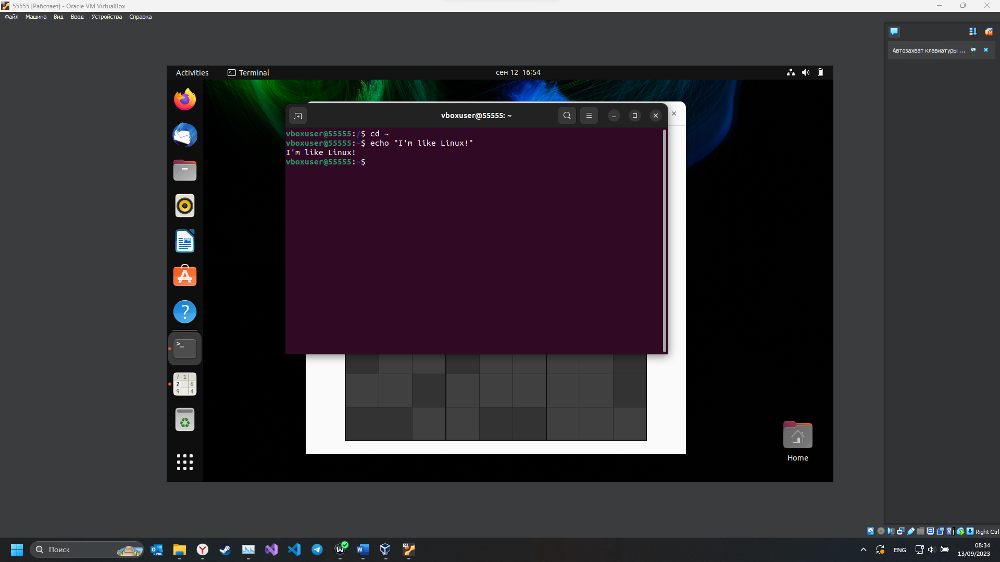 55555 [Работает] - Oracle VM VirtualBox
Файл Машина Вид Ввод Устройства Справка
Автозахват клавиатуры ...
Activities Terminal сен 12 16:54
vboxuser@55555: ~
vboxuser@55555:/$ cd ~
vboxuser@55555:~$ echo "I'm like Linux!"
I'm like Linux!
vboxuser@55555:~$
>_
7 1
2 6
9 4
Home
Right Ctrl
Поиск
PRE
ENG
08:34
13/09/2023